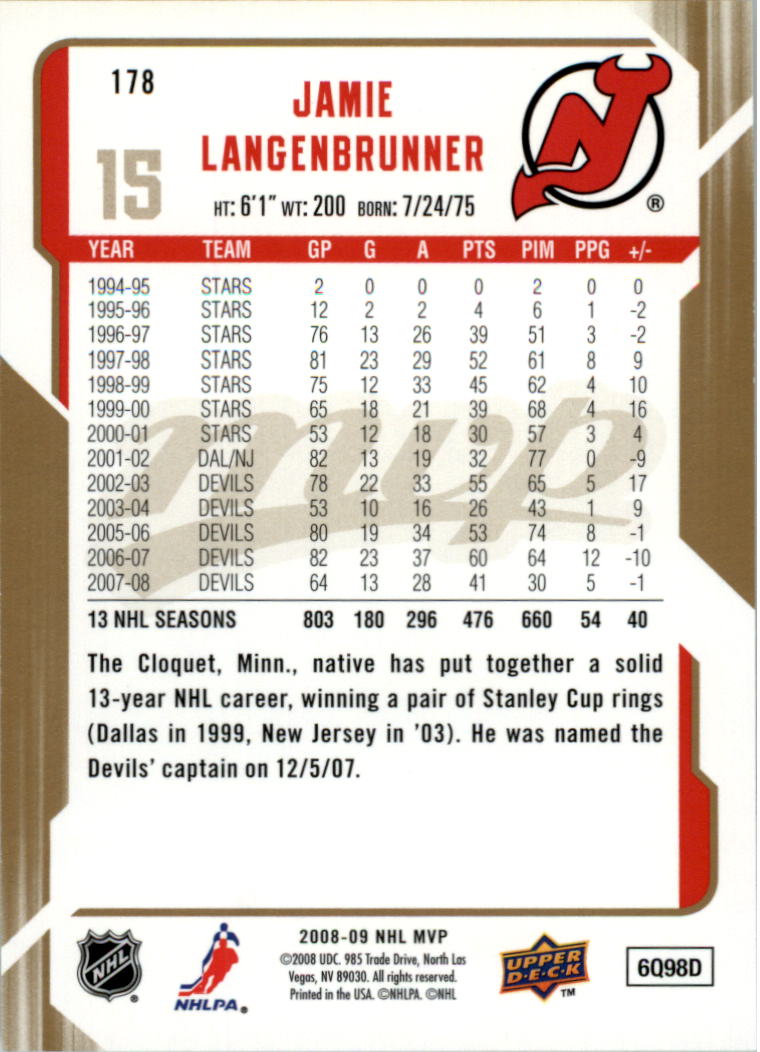 178
JAMIE
LANGENBRUNNER
15
HT: 6'1" WT: 200 BORN: 7/24/75
®
YEAR TEAM GP G A PTS PIM PPG +/-
1994-95 STARS 2 0 0 0 2 0 0
1995-96 STARS 12 2 2 4 6 1 -2
1996-97 STARS 76 13 26 39 51 3 -2
1997-98 STARS 81 23 29 52 61 8 9
1998-99 STARS 75 12 33 45 62 4 10
1999-00 STARS 65 18 21 39 68 4 16
2000-01 STARS 53 12 18 30 57 3 4
2001-02 DAL/NJ 82 13 19 32 77 0 -9
2002-03 DEVILS 78 22 33 55 65 5 17
2003-04 DEVILS 53 10 16 26 43 1 9
2005-06 DEVILS 80 19 34 53 74 8 -1
2006-07 DEVILS 82 23 37 60 64 12 -10
2007-08 DEVILS 64 13 28 41 30 5 -1
13 NHL SEASONS 803 180 296 476 660 54 40
mvp
The Cloquet, Minn., native has put together a solid
13-year NHL career, winning a pair of Stanley Cup rings
(Dallas in 1999, New Jersey in '03). He was named the
Devils' captain on 12/5/07.
NHL ®
NHLPA ®
2008-09 NHL MVP
©2008 UDC. 985 Trade Drive, North Las
Vegas, NV 89030. All rights reserved.
Printed in the USA. ©NHLPA. ©NHL
UPPER
D·E·C·K
TM
6Q98D